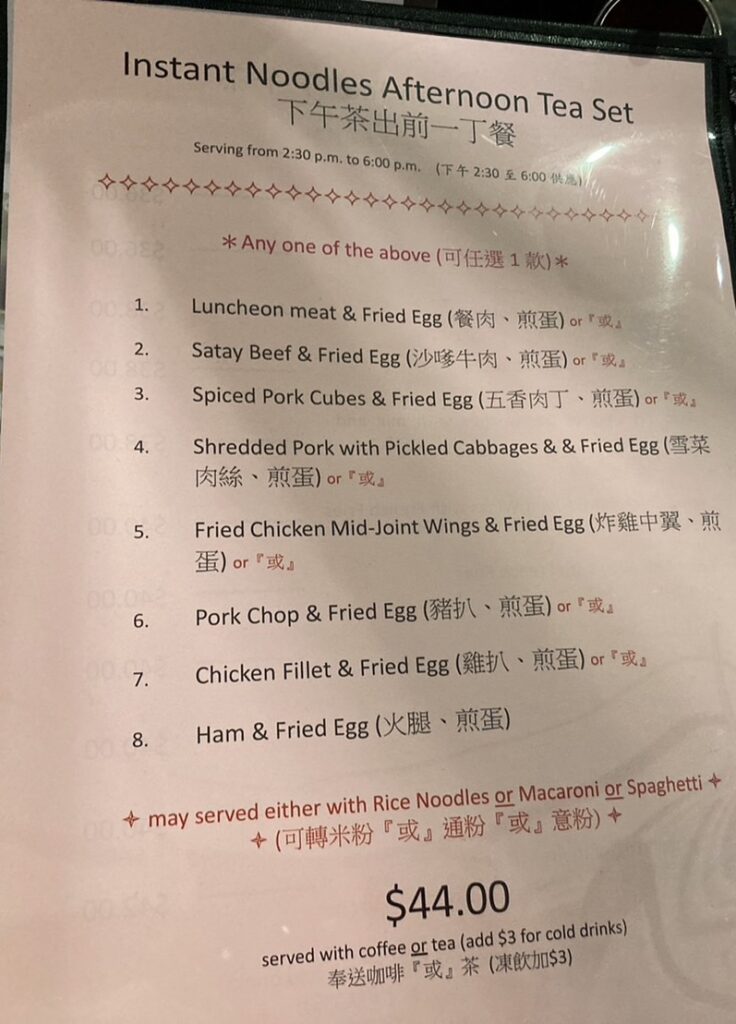 Instant Noodles Afternoon Tea Set
下午茶出前一丁餐
Serving from 2:30 p.m. to 6:00 p.m. (下午 2:30 至 6:00 供應)
＊Any one of the above (可任選 1 款)＊
1. Luncheon meat & Fried Egg (餐肉、煎蛋) or『或』
2. Satay Beef & Fried Egg (沙嗲牛肉、煎蛋) or『或』
3. Spiced Pork Cubes & Fried Egg (五香肉丁、煎蛋) or『或』
4. Shredded Pork with Pickled Cabbages & & Fried Egg (雪菜
肉絲、煎蛋) or『或』
5. Fried Chicken Mid-Joint Wings & Fried Egg (炸雞中翼、煎
蛋) or『或』
6. Pork Chop & Fried Egg (豬扒、煎蛋) or『或』
7. Chicken Fillet & Fried Egg (雞扒、煎蛋) or『或』
8. Ham & Fried Egg (火腿、煎蛋)
may served either with Rice Noodles or Macaroni or Spaghetti
(可轉米粉『或』通粉『或』意粉)
$44.00
served with coffee or tea (add $3 for cold drinks)
奉送咖啡『或』茶 (凍飲加$3)